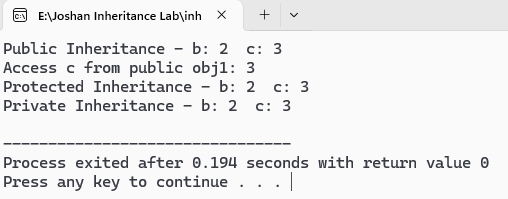 E:\Joshan Inheritance Lab\inh
Public Inheritance - b: 2  c: 3
Access c from public obj1: 3
Protected Inheritance - b: 2  c: 3
Private Inheritance - b: 2  c: 3
--------------------------------
Process exited after 0.194 seconds with return value 0
Press any key to continue . . .